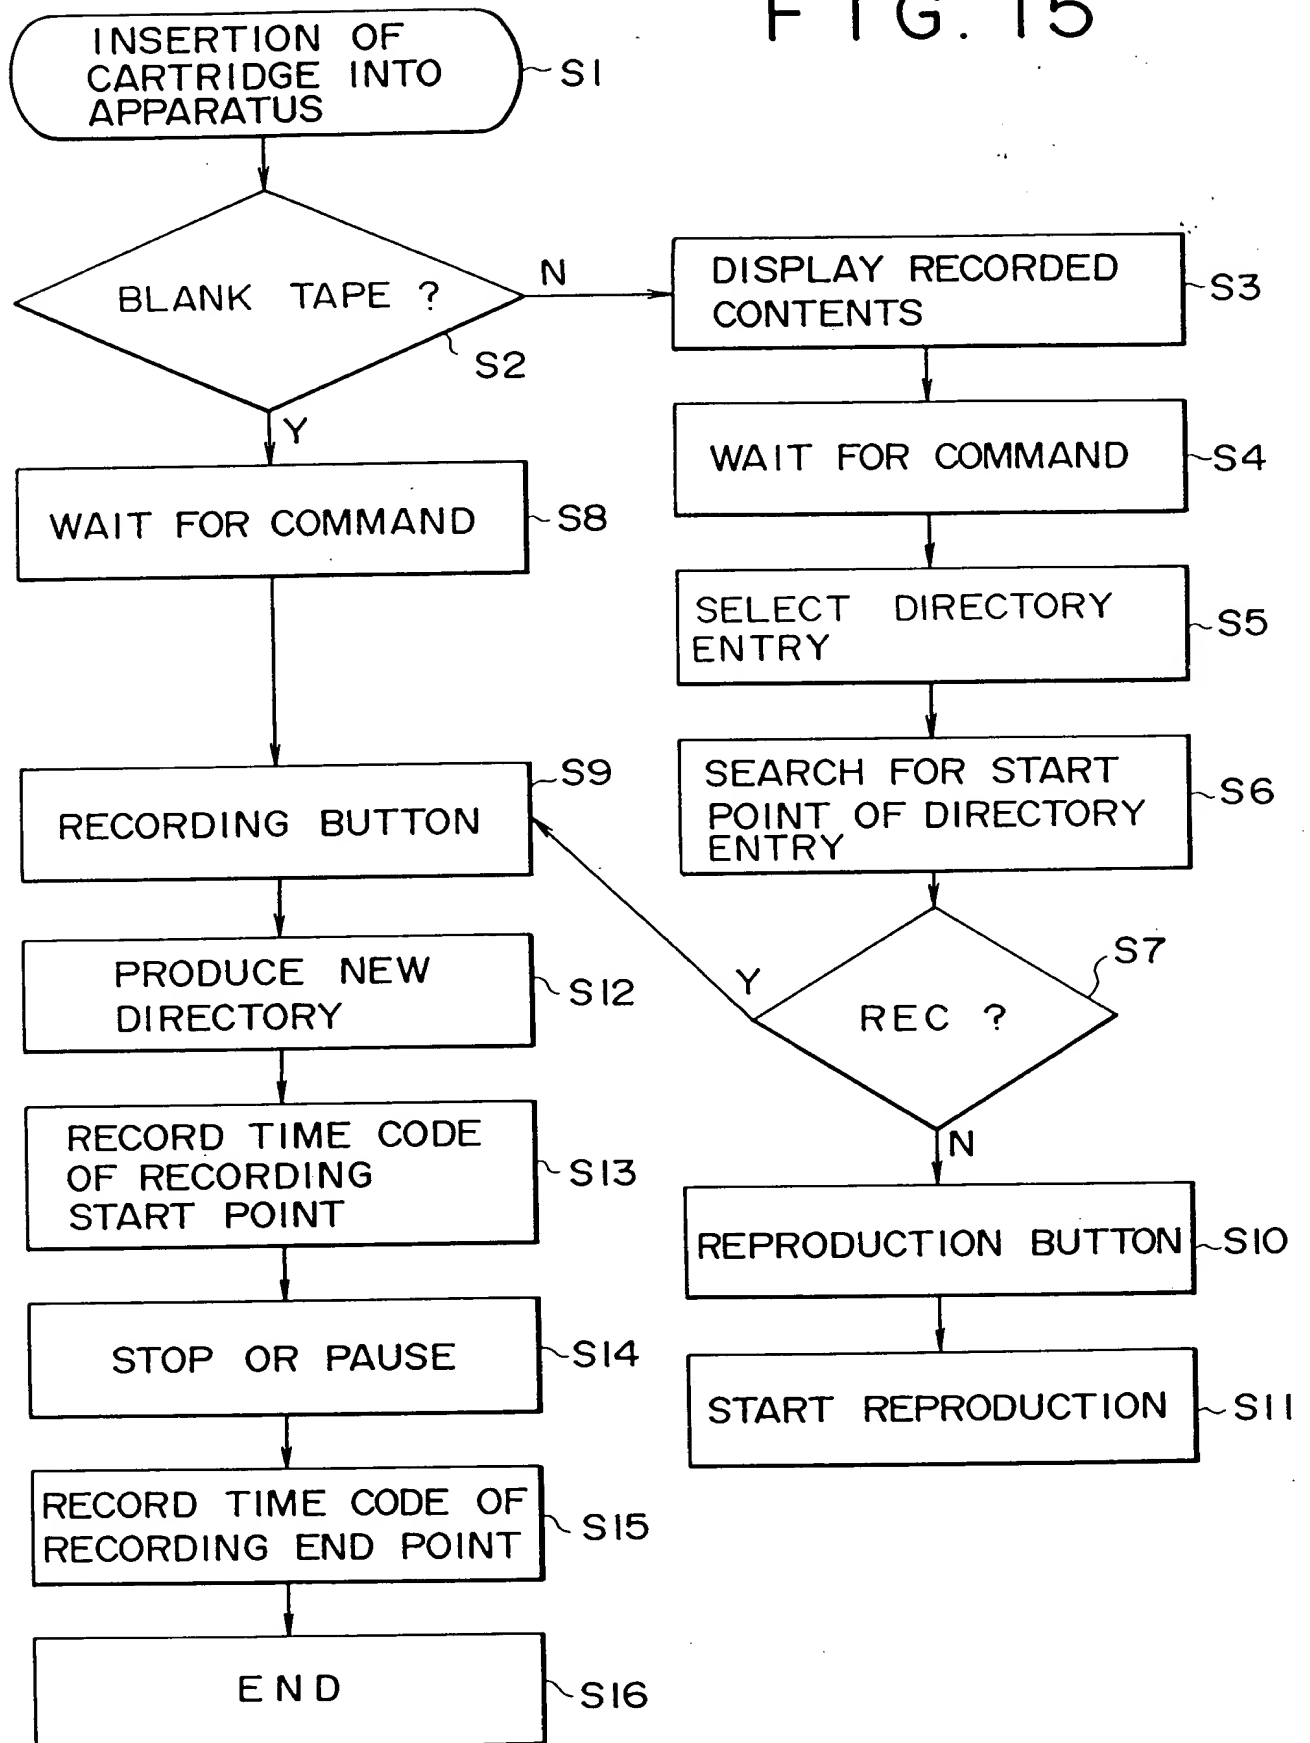 FIG. 15
INSERTION OF
CARTRIDGE INTO
APPARATUS
S1
BLANK TAPE ?
S2
N
Y
DISPLAY RECORDED
CONTENTS
S3
WAIT FOR COMMAND
S4
SELECT DIRECTORY
ENTRY
S5
SEARCH FOR START
POINT OF DIRECTORY
ENTRY
S6
REC ?
S7
Y
N
REPRODUCTION BUTTON
S10
START REPRODUCTION
S11
WAIT FOR COMMAND
S8
RECORDING BUTTON
S9
PRODUCE NEW
DIRECTORY
S12
RECORD TIME CODE
OF RECORDING
START POINT
S13
STOP OR PAUSE
S14
RECORD TIME CODE OF
RECORDING END POINT
S15
END
S16